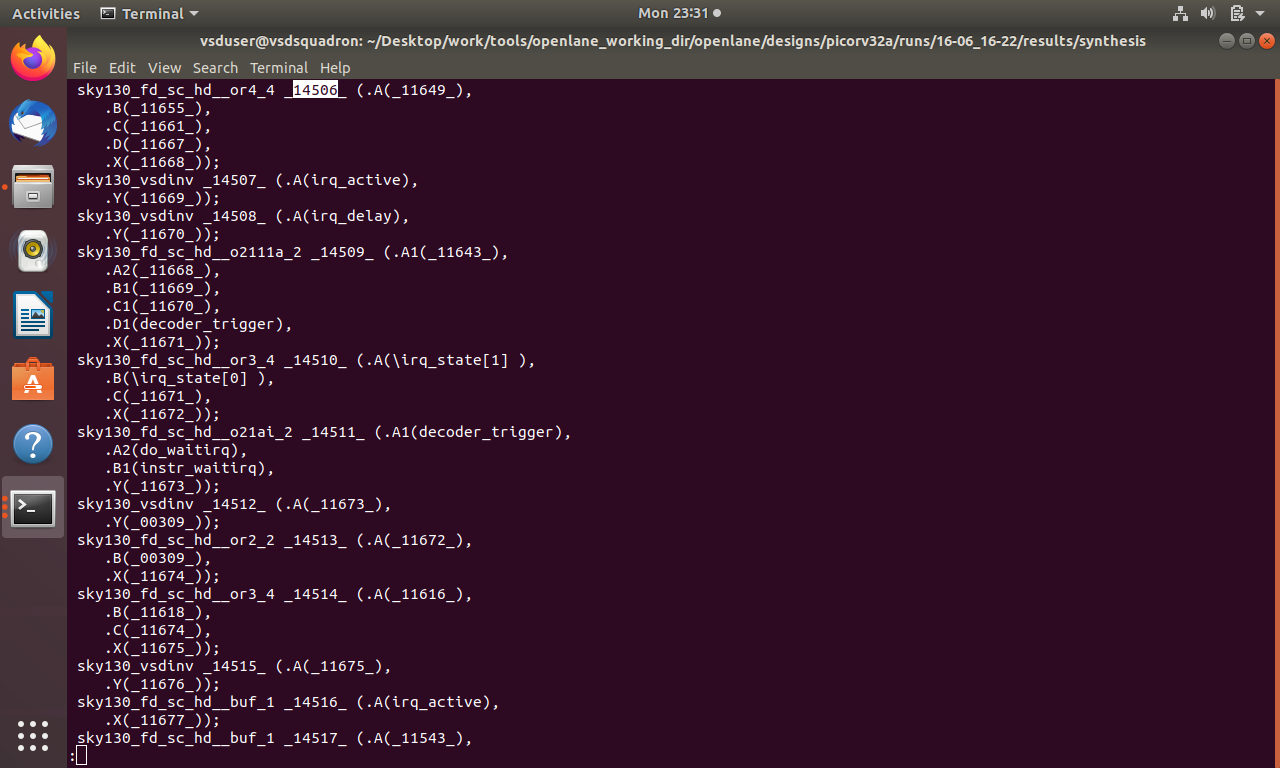 Activities Terminal Mon 23:31
vsduser@vsdsquadron: ~/Desktop/work/tools/openlane_working_dir/openlane/designs/picorv32a/runs/16-06_16-22/results/synthesis
File Edit View Search Terminal Help
sky130_fd_sc_hd__or4_4 _14506_ (.A(_11649_),
.B(_11655_),
.C(_11661_),
.D(_11667_),
.X(_11668_));
sky130_vsdinv _14507_ (.A(irq_active),
.Y(_11669_));
sky130_vsdinv _14508_ (.A(irq_delay),
.Y(_11670_));
sky130_fd_sc_hd__o2111a_2 _14509_ (.A1(_11643_),
.A2(_11668_),
.B1(_11669_),
.C1(_11670_),
.D1(decoder_trigger),
.X(_11671_));
sky130_fd_sc_hd__or3_4 _14510_ (.A(\irq_state[1] ),
.B(\irq_state[0] ),
.C(_11671_),
.X(_11672_));
sky130_fd_sc_hd__o21ai_2 _14511_ (.A1(decoder_trigger),
.A2(do_waitirq),
.B1(instr_waitirq),
.Y(_11673_));
sky130_vsdinv _14512_ (.A(_11673_),
.Y(_00309_));
sky130_fd_sc_hd__or2_2 _14513_ (.A(_11672_),
.B(_00309_),
.X(_11674_));
sky130_fd_sc_hd__or3_4 _14514_ (.A(_11616_),
.B(_11618_),
.C(_11674_),
.X(_11675_));
sky130_vsdinv _14515_ (.A(_11675_),
.Y(_11676_));
sky130_fd_sc_hd__buf_1 _14516_ (.A(irq_active),
.X(_11677_));
sky130_fd_sc_hd__buf_1 _14517_ (.A(_11543_),
: